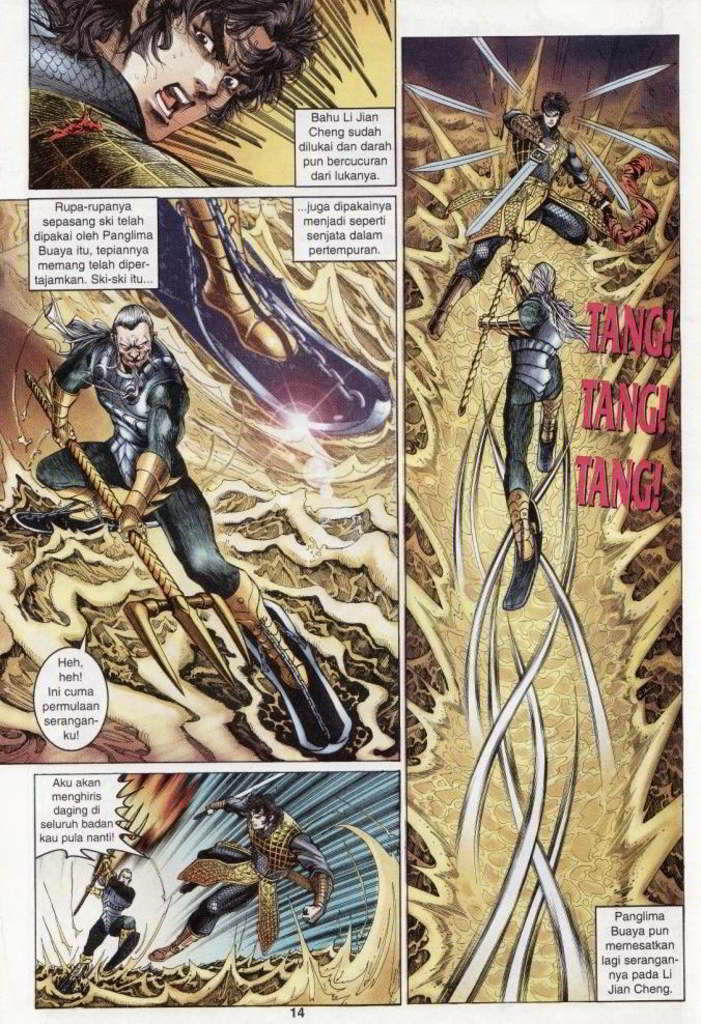 Bahu Li Jian
Cheng sudah
dilukai dan darah
pun bercucuran
dari lukanya.
Rupa-rupanya
sepasang ski telah
dipakai oleh Panglima
Buaya itu, tepiannya
memang telah diper-
tajamkan. Ski-ski itu...
...juga dipakainya
menjadi seperti
senjata dalam
pertempuran.
Heh,
heh!
Ini cuma
permulaan
serangan-
ku!
Aku akan
menghiris
daging di
seluruh badan
kau pula nanti!
TANG!
TANG!
TANG!
Panglima
Buaya pun
memesatkan
lagi serangan-
nya pada Li
Jian Cheng.
14